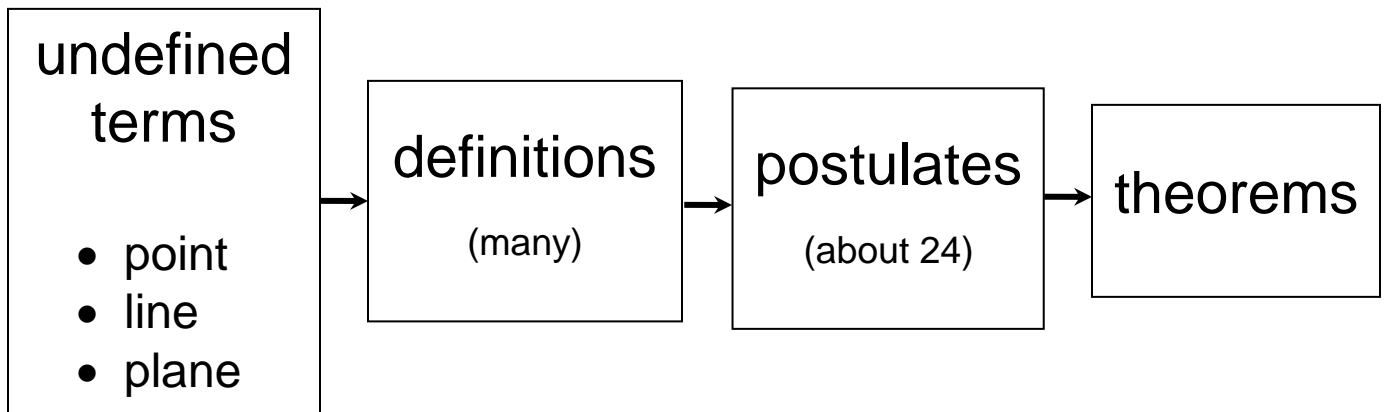 undefined
terms
• point
• line
• plane
definitions
(many)
postulates
(about 24)
theorems